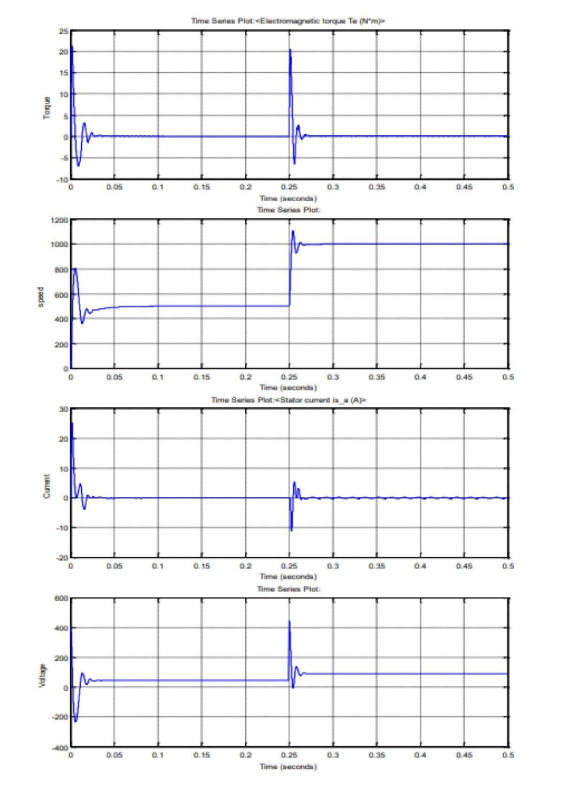 Time Series Plot:<Electromagnetic torque Te (N*m)>
25
20
15
10
5
0
-5
-10
Torque
0 0.05 0.1 0.15 0.2 0.25 0.3 0.35 0.4 0.45 0.5
Time (seconds)
Time Series Plot:
1200
1000
800
600
400
200
0
speed
0 0.05 0.1 0.15 0.2 0.25 0.3 0.35 0.4 0.45 0.5
Time (seconds)
Time Series Plot:<Stator current is_a (A)>
30
20
10
0
-10
-20
Current
0 0.05 0.1 0.15 0.2 0.25 0.3 0.35 0.4 0.45 0.5
Time (seconds)
Time Series Plot:
600
400
200
0
-200
-400
Voltage
0 0.05 0.1 0.15 0.2 0.25 0.3 0.35 0.4 0.45 0.5
Time (seconds)